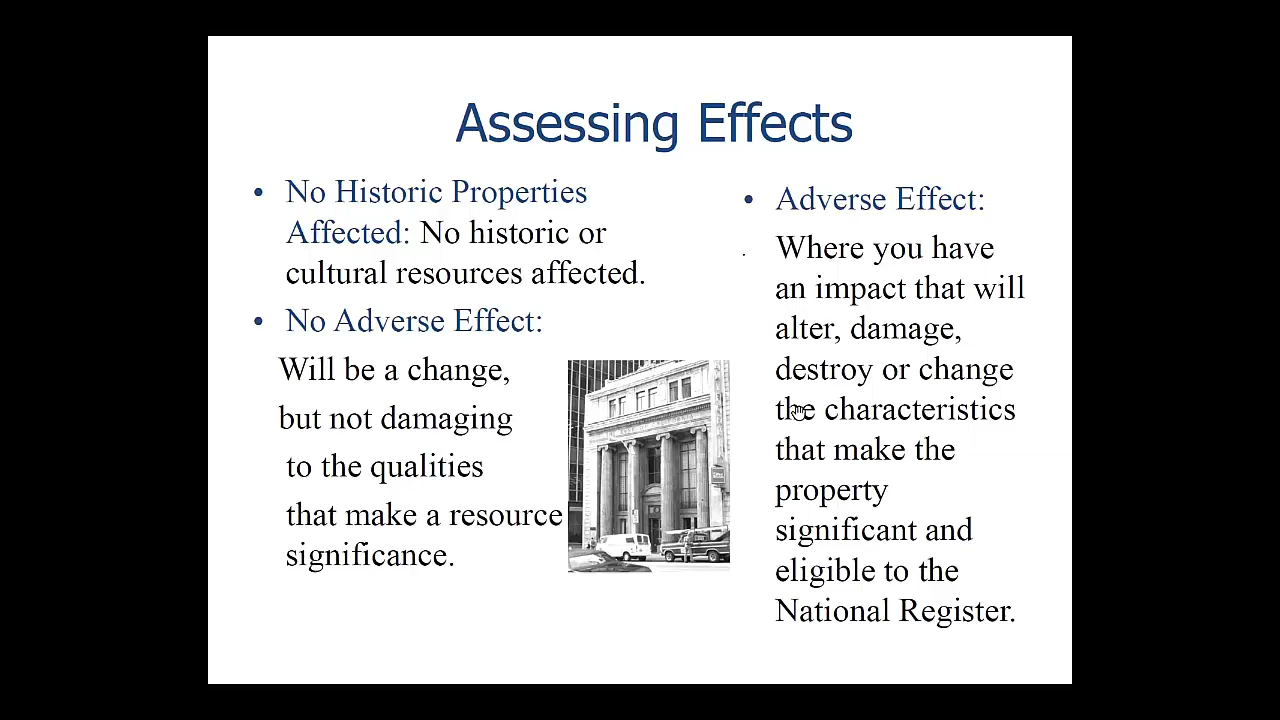 Assessing Effects
• No Historic Properties
Affected: No historic or
cultural resources affected.
• No Adverse Effect:
Will be a change,
but not damaging
to the qualities
that make a resource
significance.
• Adverse Effect:
Where you have
an impact that will
alter, damage,
destroy or change
the characteristics
that make the
property
significant and
eligible to the
National Register.